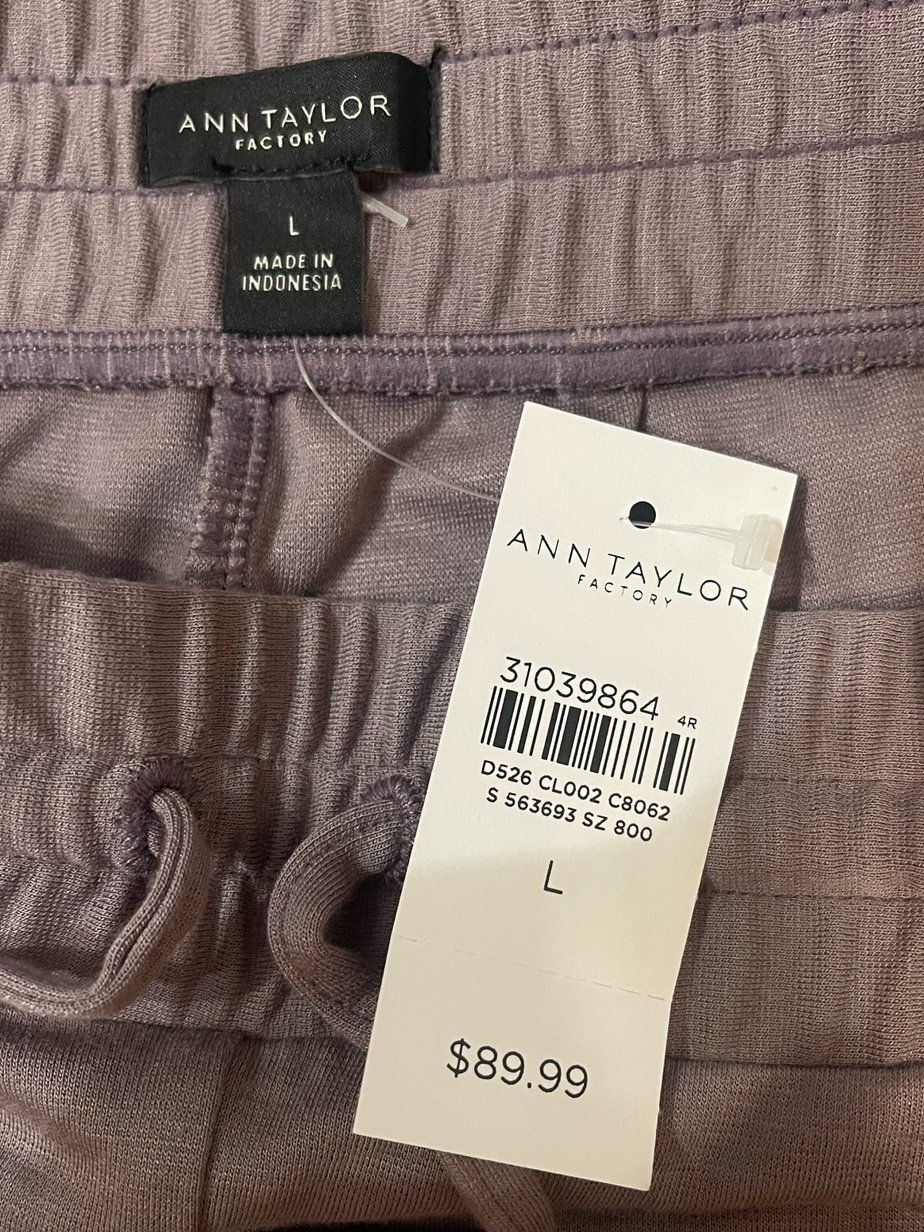 ANN TAYLOR
FACTORY
L
MADE IN
INDONESIA
ANN TAYLOR
FACTORY
31039864 4R
D526 CL002 C8062
S 563693 SZ 800
L
$89.99